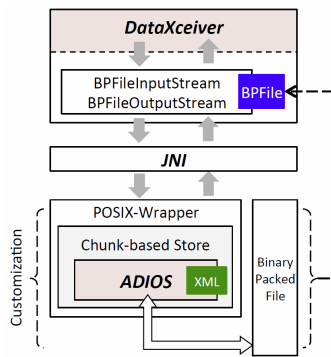 DataXceiver
BPFileInputStream
BPFileOutputStream
BPFile
JNI
Customization
POSIX-Wrapper
Chunk-based Store
ADIOS
XML
Binary
Packed
File